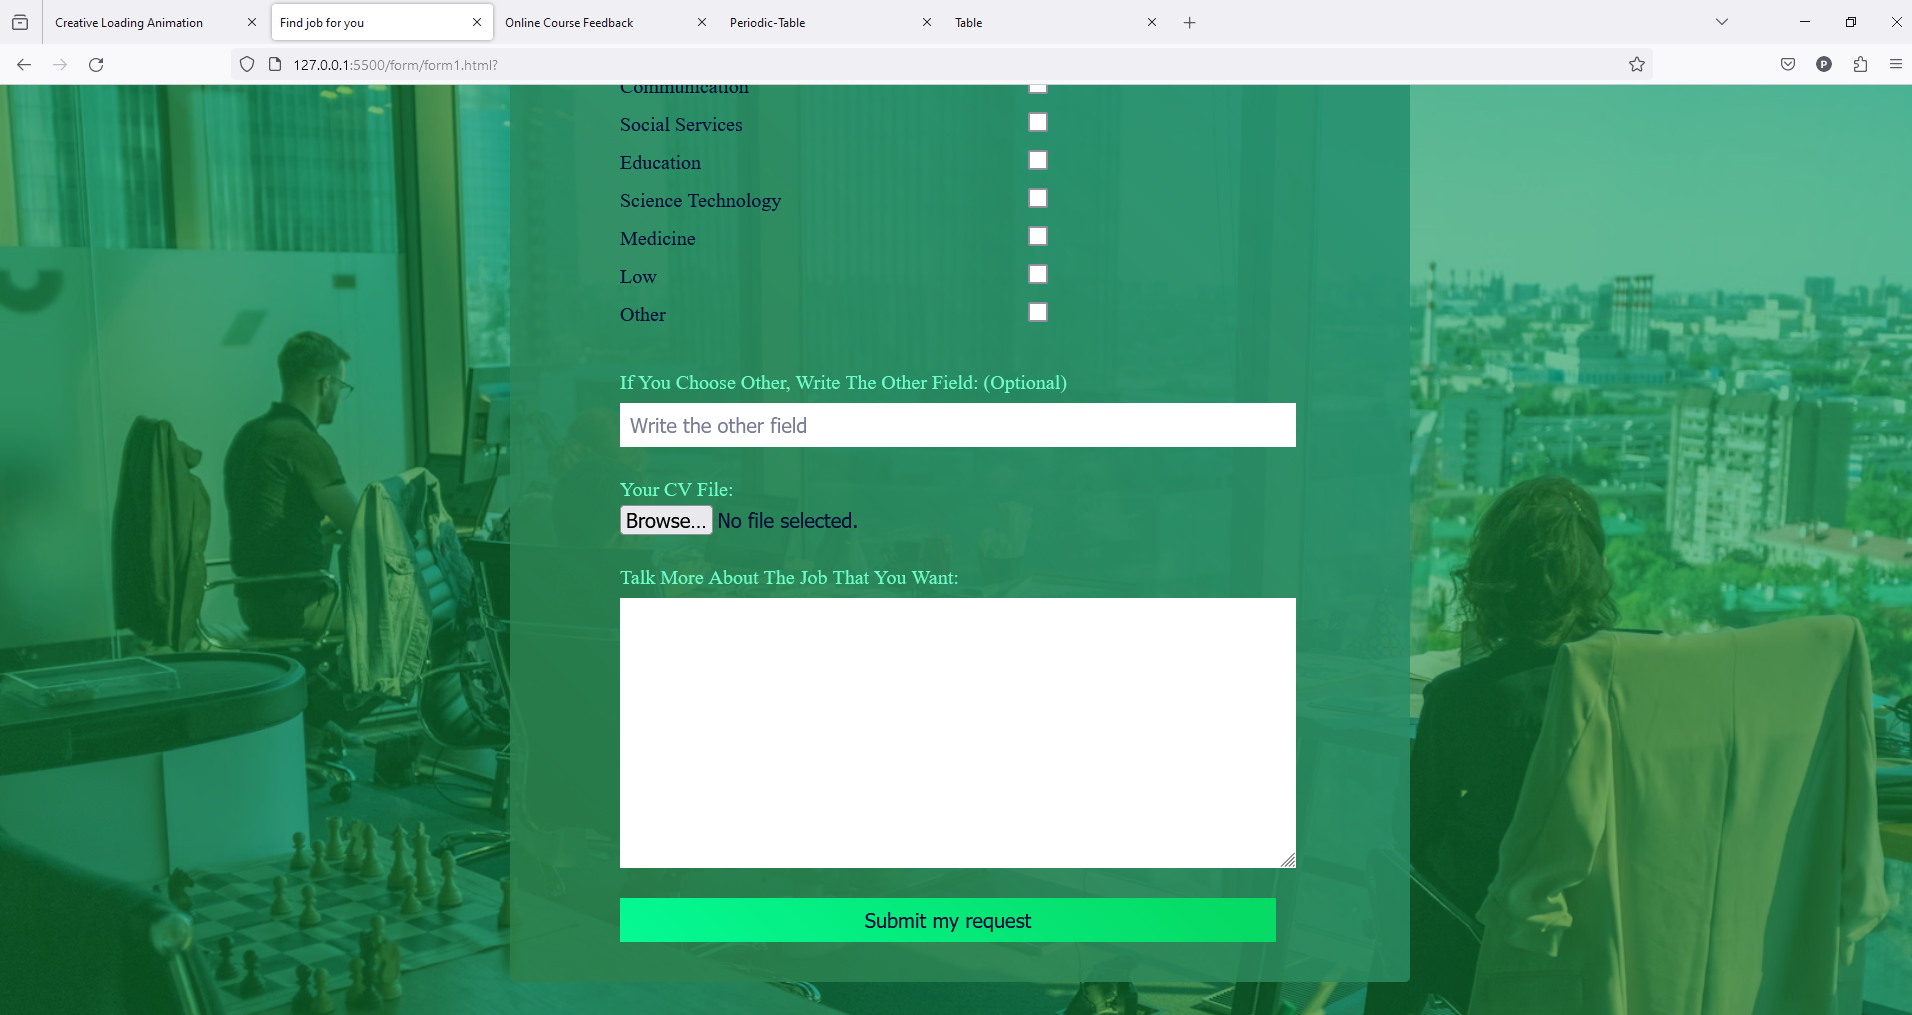 Creative Loading Animation
Find job for you
Online Course Feedback
Periodic-Table
Table
127.0.0.1:5500/form/form1.html?
P
Communication
Social Services
Education
Science Technology
Medicine
Low
Other
If You Choose Other, Write The Other Field: (Optional)
Write the other field
Your CV File:
Browse... No file selected.
Talk More About The Job That You Want:
Submit my request